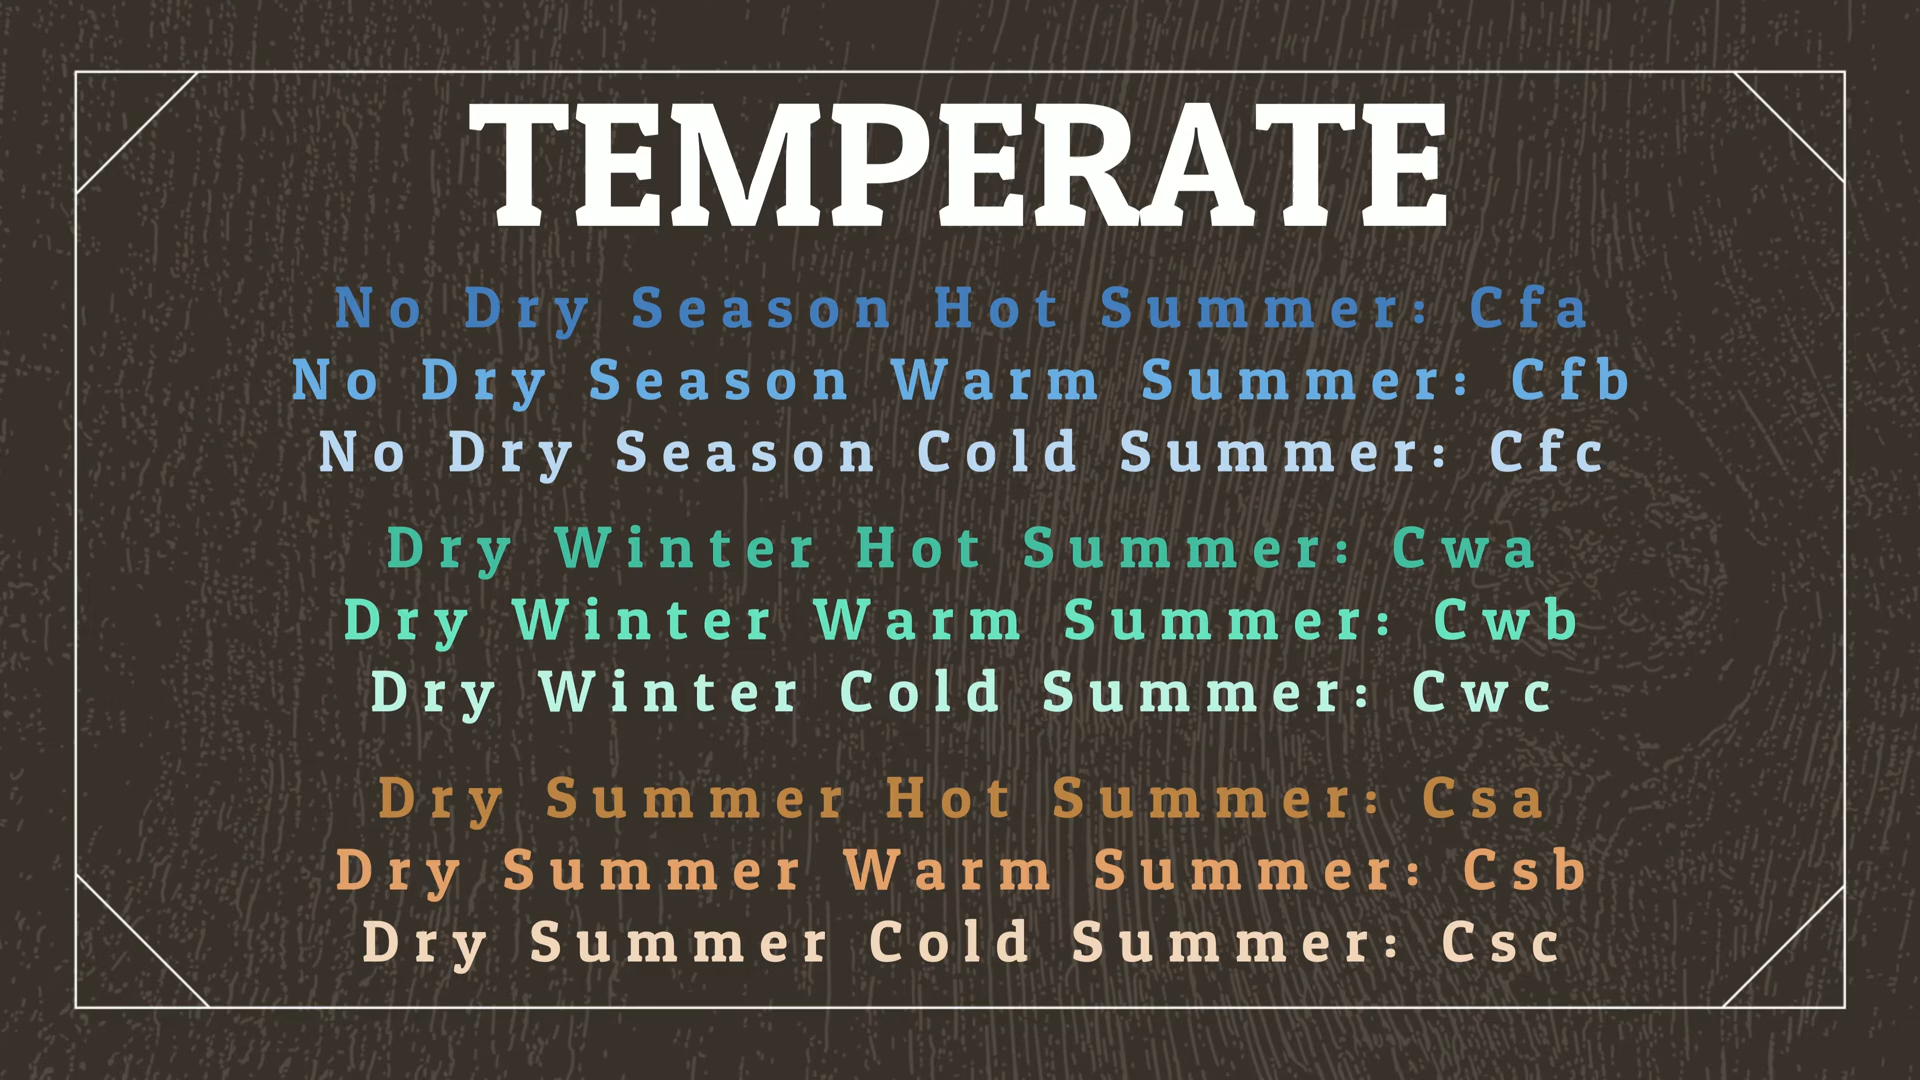 TEMPERATE
No Dry Season Hot Summer: Cfa
No Dry Season Warm Summer: Cfb
No Dry Season Cold Summer: Cfc
Dry Winter Hot Summer: Cwa
Dry Winter Warm Summer: Cwb
Dry Winter Cold Summer: Cwc
Dry Summer Hot Summer: Csa
Dry Summer Warm Summer: Csb
Dry Summer Cold Summer: Csc